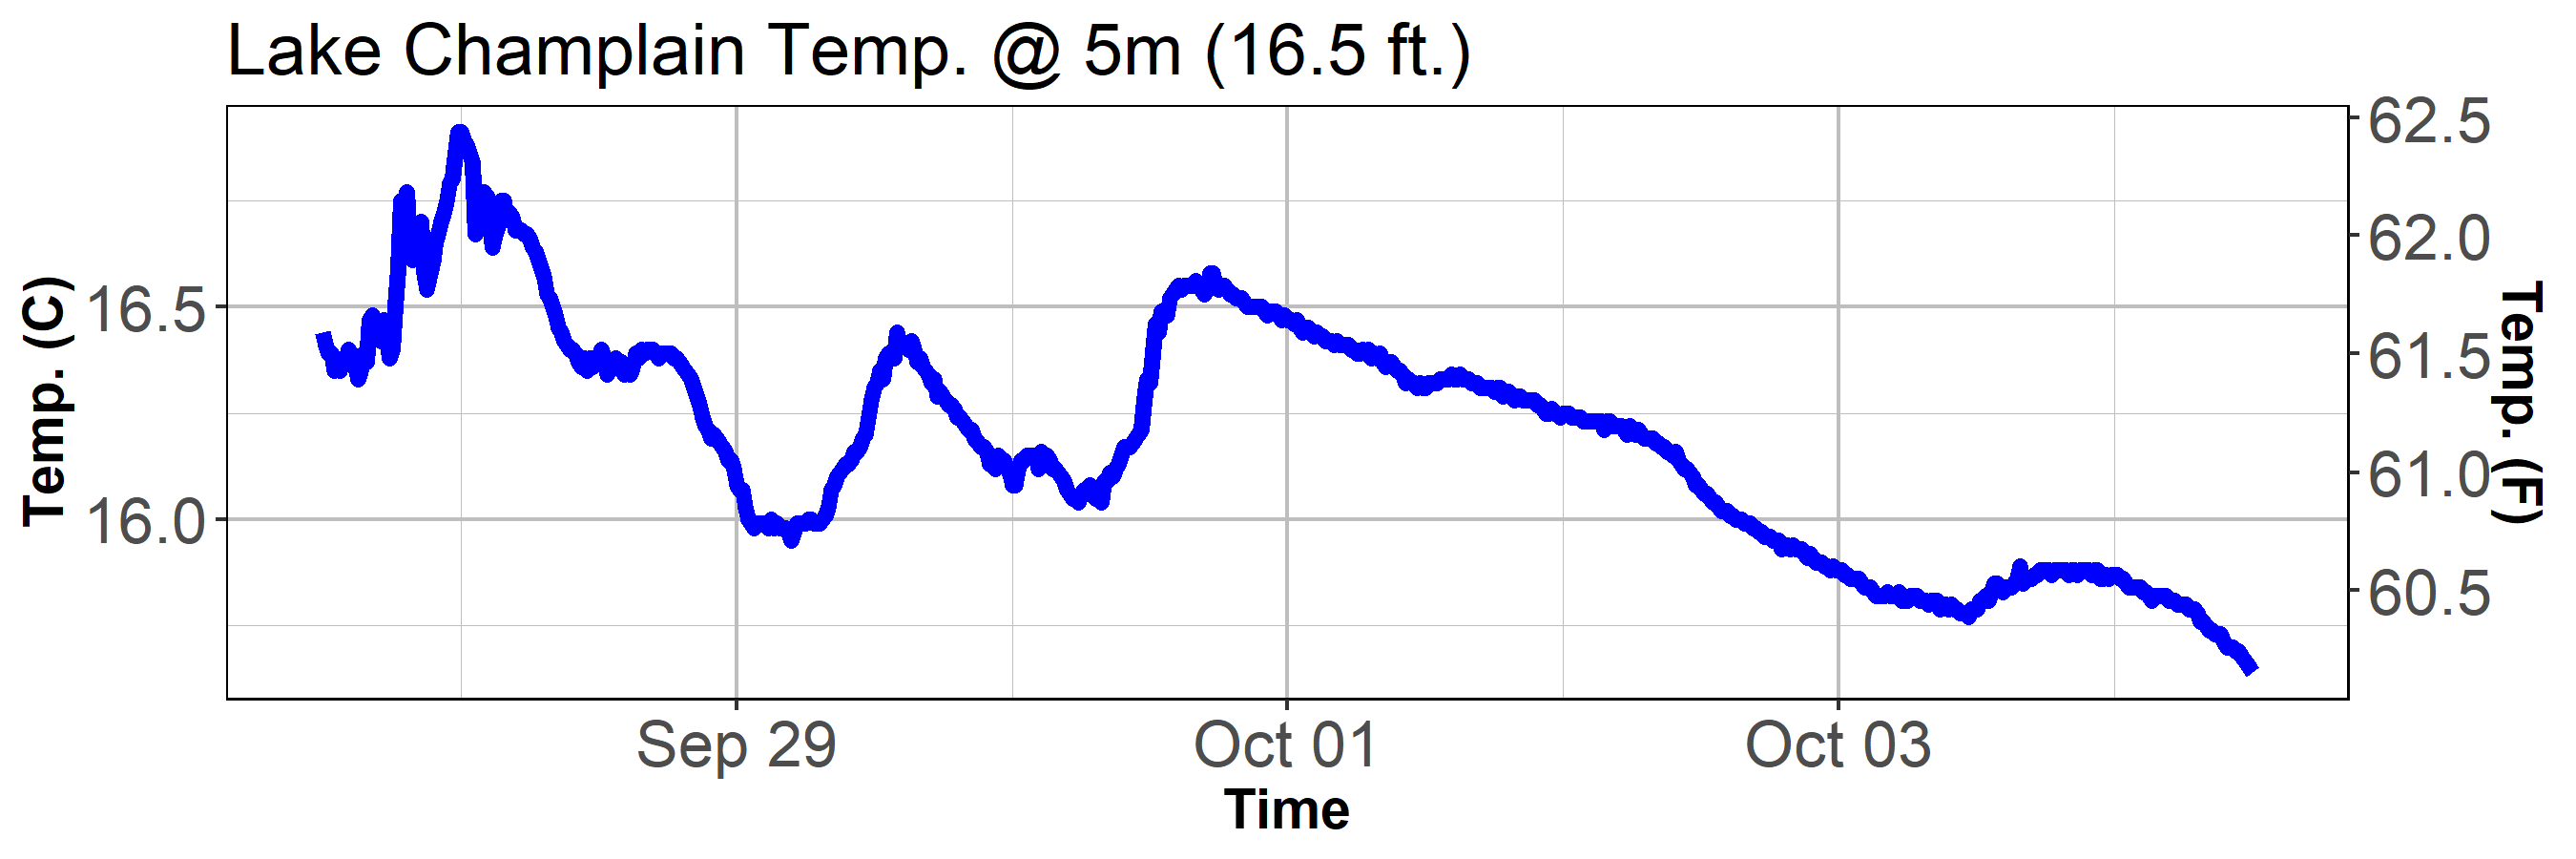 Lake Champlain Temp. @ 5m (16.5 ft.)
Temp. (C)
16.5
16.0
62.5
62.0
61.5
61.0
60.5
Temp. (F)
Sep 29
Oct 01
Oct 03
Time